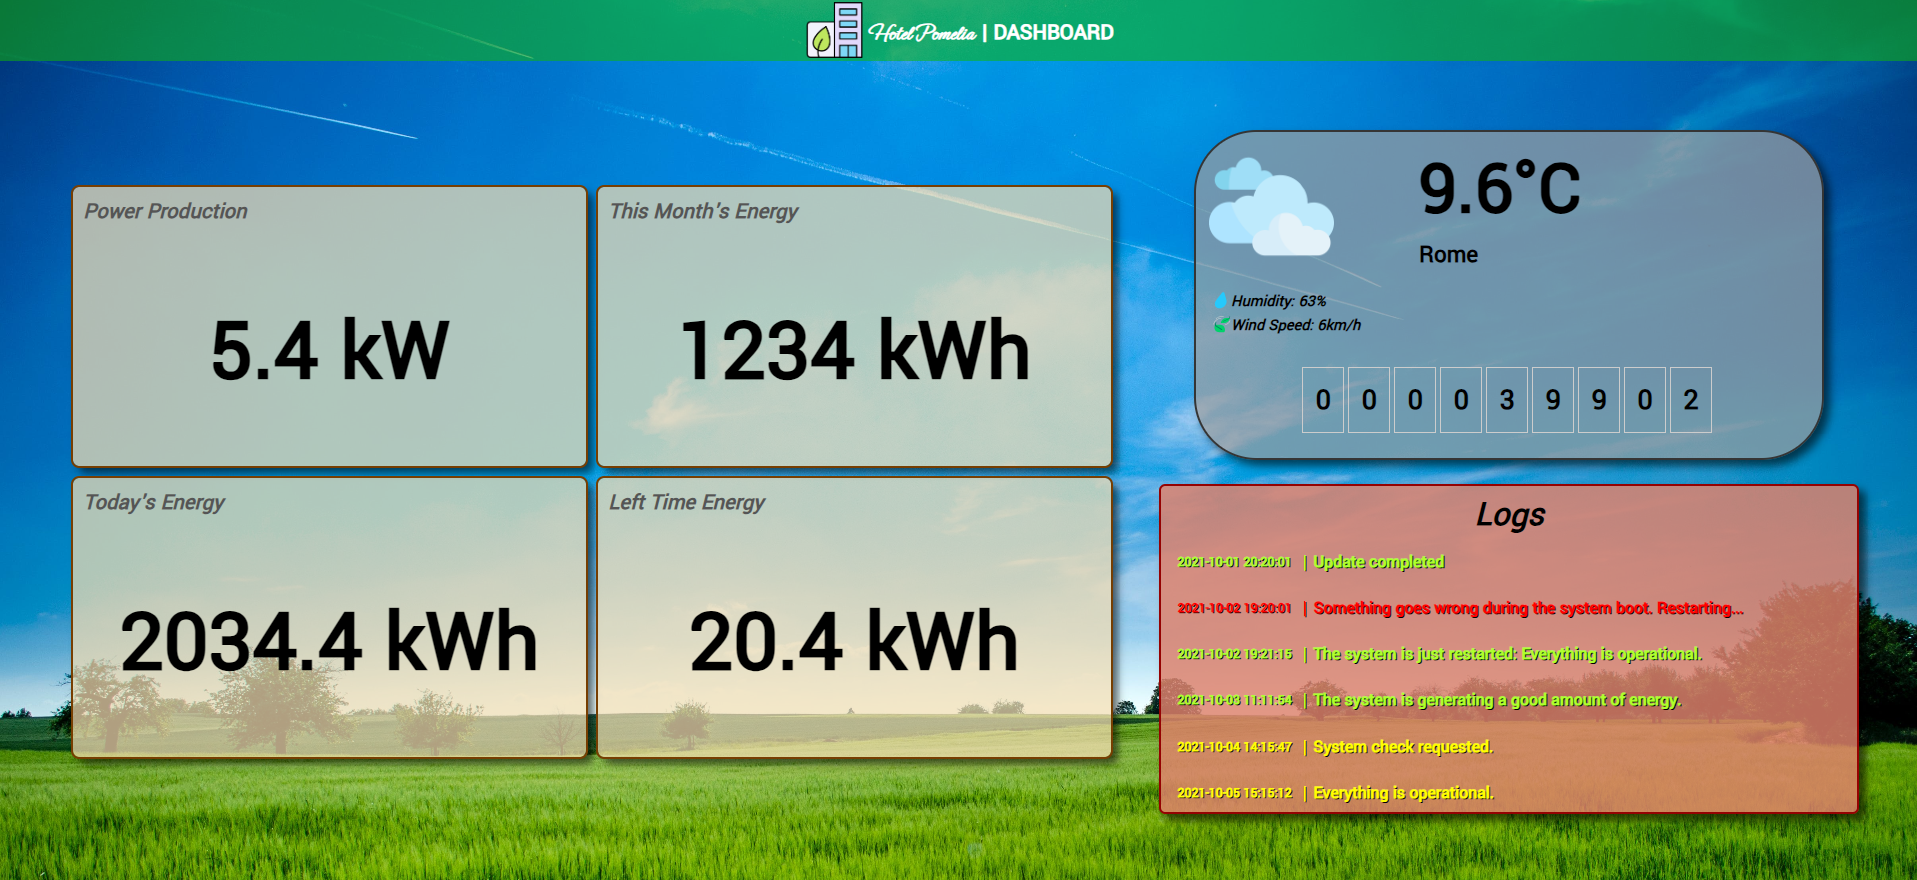 Hotel Pomelia | DASHBOARD
Power Production
5.4 kW
This Month's Energy
1234 kWh
Today's Energy
2034.4 kWh
Left Time Energy
20.4 kWh
9.6°C
Rome
Humidity: 63%
Wind Speed: 6km/h
0 0 0 0 3 9 9 0 2
Logs
2021-10-01 20:20:01 | Update completed
2021-10-02 19:20:01 | Something goes wrong during the system boot. Restarting...
2021-10-02 19:21:15 | The system is just restarted: Everything is operational.
2021-10-03 11:11:54 | The system is generating a good amount of energy.
2021-10-04 14:15:47 | System check requested.
2021-10-05 15:15:12 | Everything is operational.